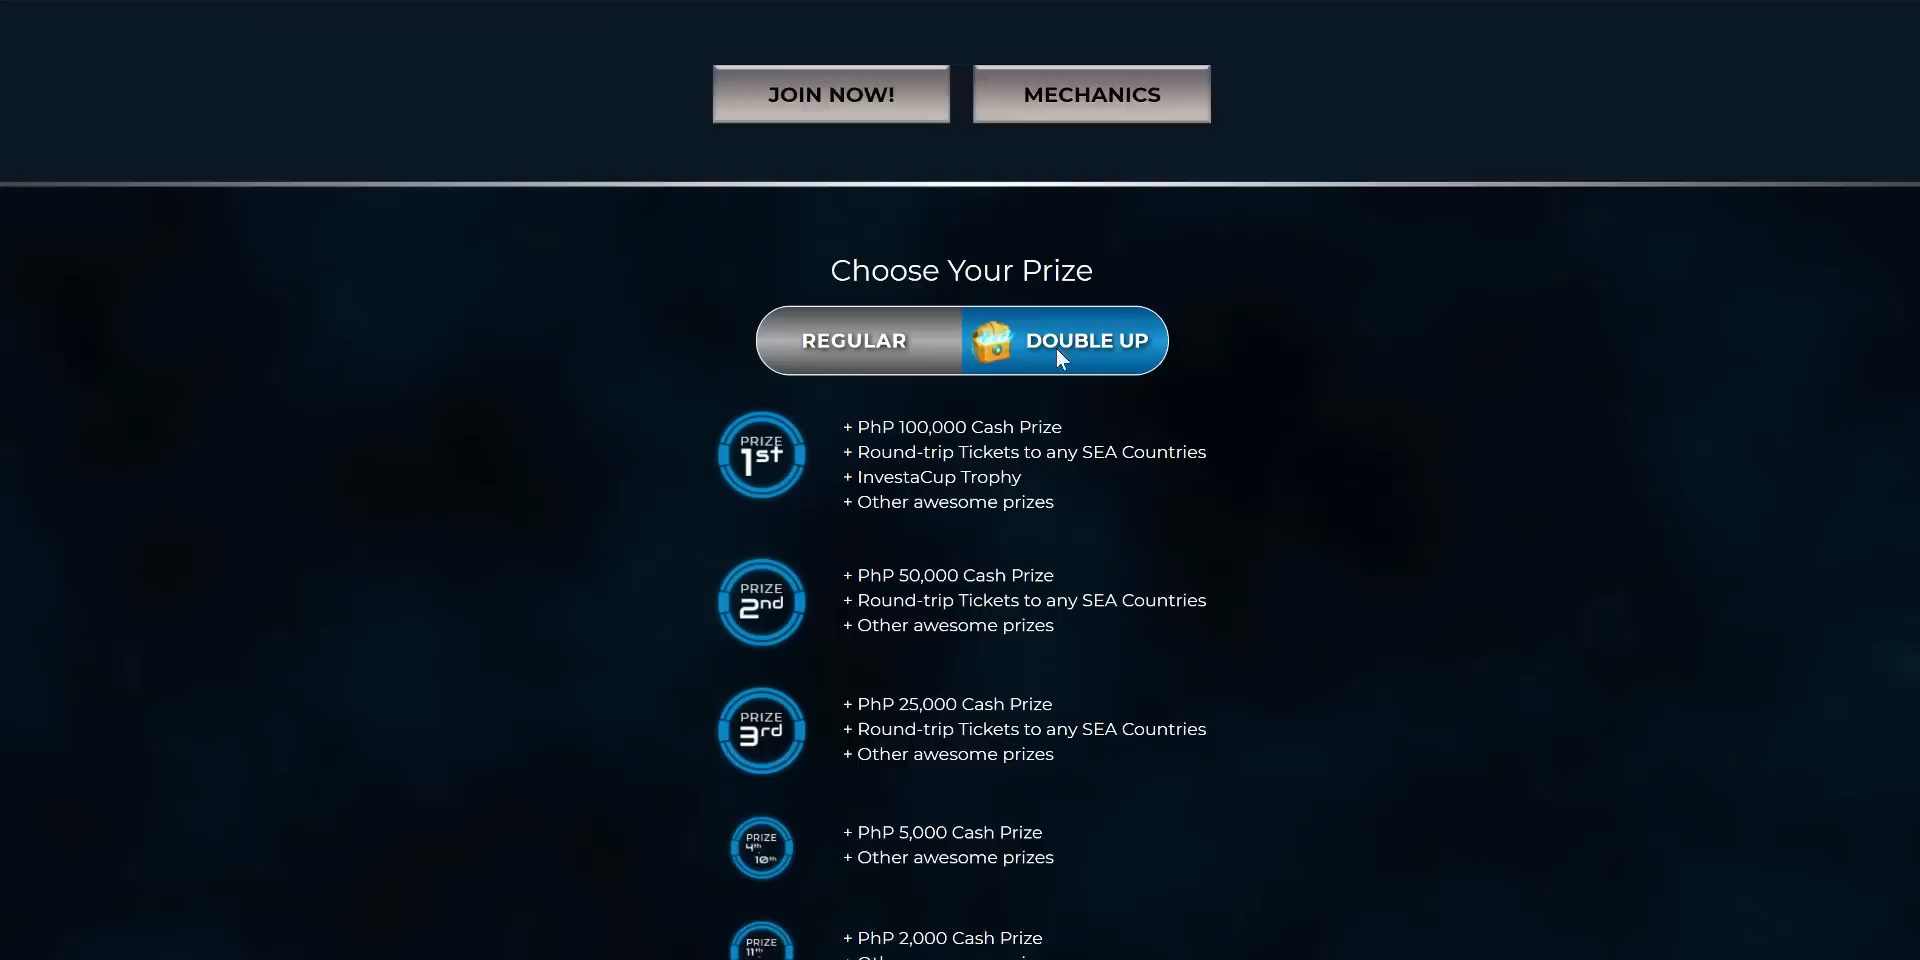 JOIN NOW!
MECHANICS
Choose Your Prize
REGULAR
DOUBLE UP
PRIZE
1st
+ PhP 100,000 Cash Prize
+ Round-trip Tickets to any SEA Countries
+ InvestaCup Trophy
+ Other awesome prizes
PRIZE
2nd
+ PhP 50,000 Cash Prize
+ Round-trip Tickets to any SEA Countries
+ Other awesome prizes
PRIZE
3rd
+ PhP 25,000 Cash Prize
+ Round-trip Tickets to any SEA Countries
+ Other awesome prizes
PRIZE
4th
10th
+ PhP 5,000 Cash Prize
+ Other awesome prizes
PRIZE
11th
+ PhP 2,000 Cash Prize